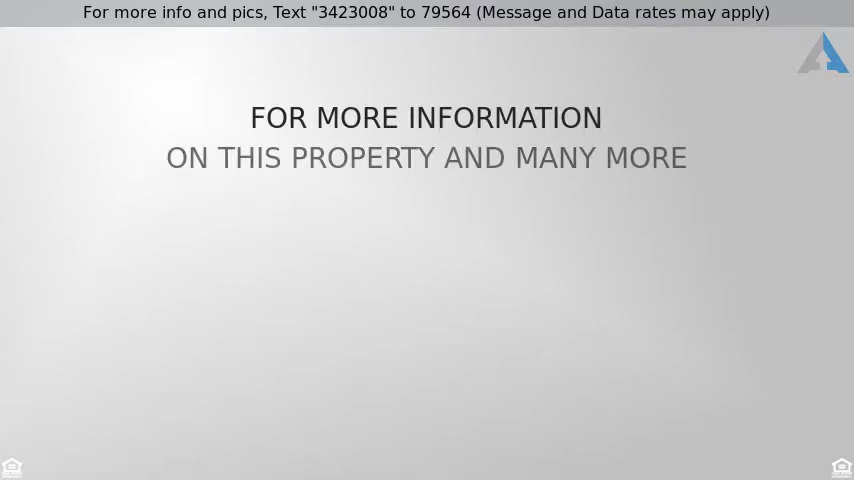 For more info and pics, Text "3423008" to 79564 (Message and Data rates may apply)
FOR MORE INFORMATION
ON THIS PROPERTY AND MANY MORE